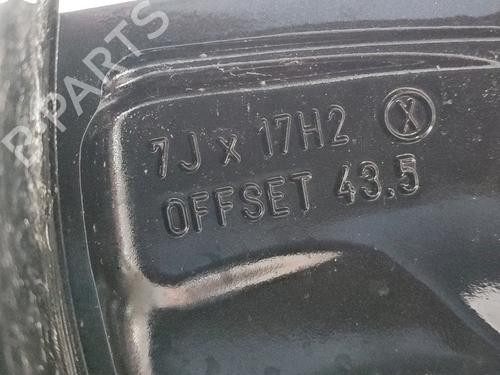 B-PARTS
7J x 17H2 Ⓧ
OFFSET 43.5